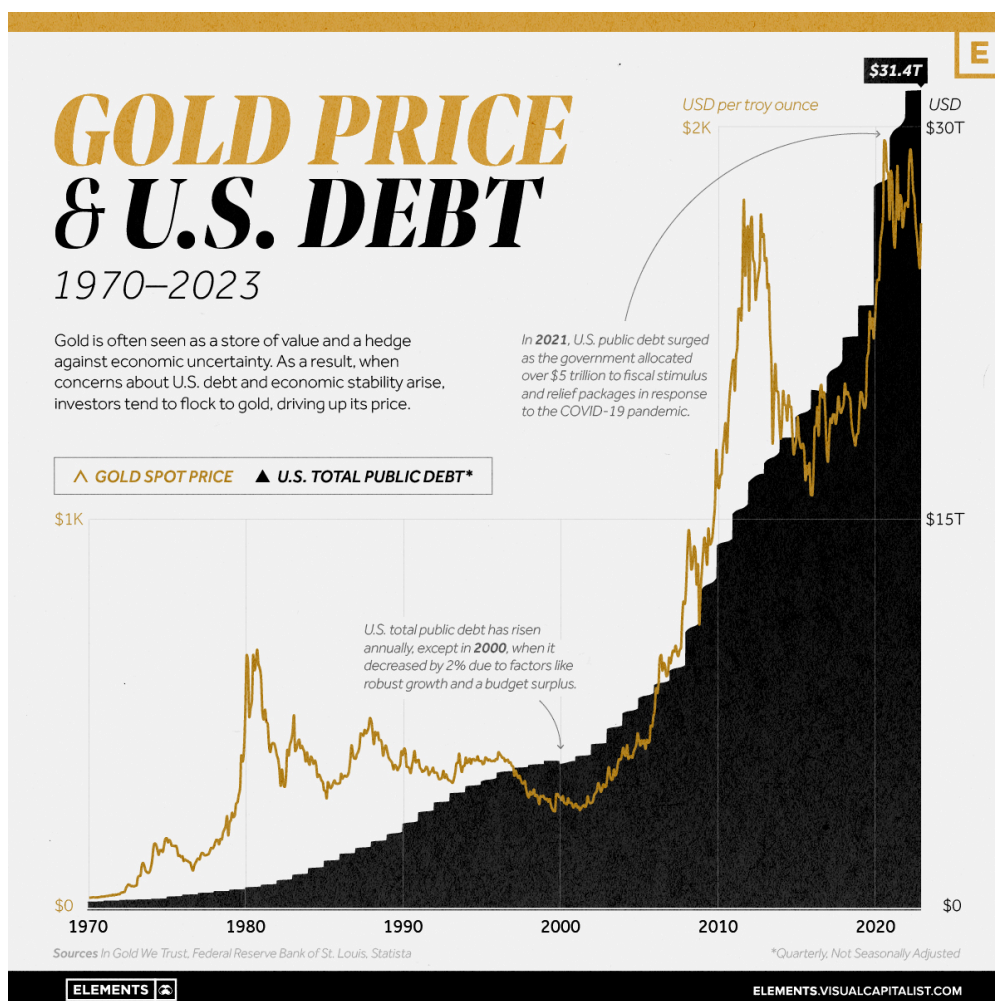 E
$31.4T
GOLD PRICE
& U.S. DEBT
1970–2023
USD per troy ounce
USD
$2K
$30T
Gold is often seen as a store of value and a hedge
against economic uncertainty. As a result, when
concerns about U.S. debt and economic stability arise,
investors tend to flock to gold, driving up its price.
In 2021, U.S. public debt surged
as the government allocated
over $5 trillion to fiscal stimulus
and relief packages in response
to the COVID-19 pandemic.
GOLD SPOT PRICE
U.S. TOTAL PUBLIC DEBT*
$1K
$15T
U.S. total public debt has risen
annually, except in 2000, when it
decreased by 2% due to factors like
robust growth and a budget surplus.
$0
$0
1970
1980
1990
2000
2010
2020
Sources In Gold We Trust, Federal Reserve Bank of St. Louis, Statista
*Quarterly, Not Seasonally Adjusted
ELEMENTS
ELEMENTS.VISUALCAPITALIST.COM